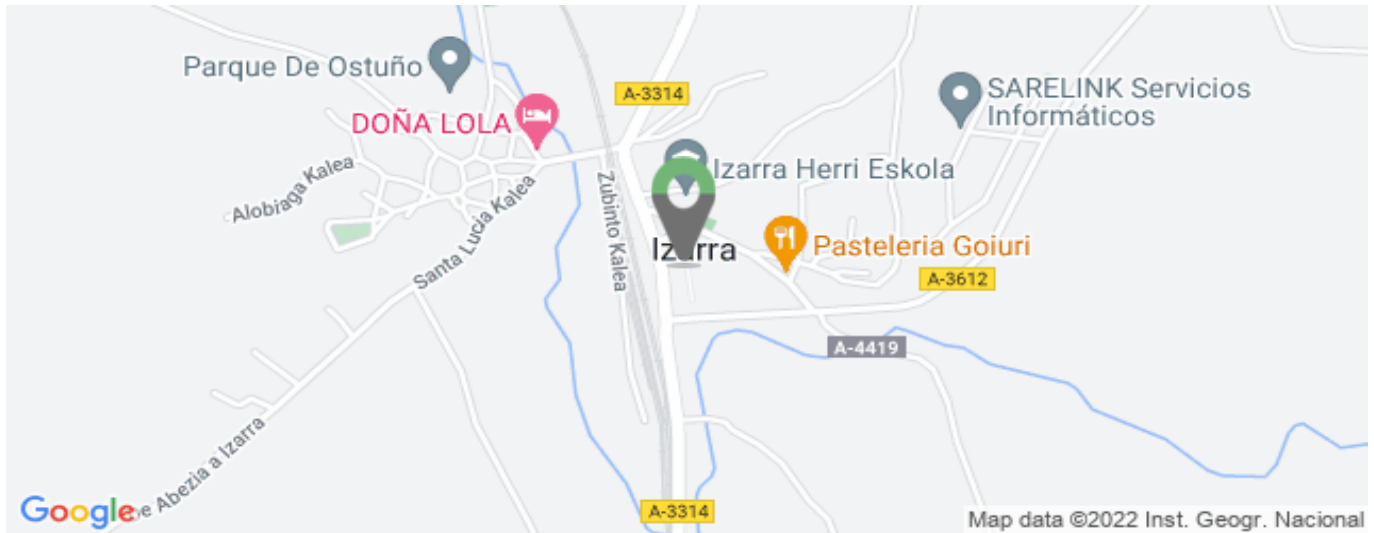 Parque De Ostuño
DOÑA LOLA
A-3314
SARELINK Servicios
Informáticos
Izarra Herri Eskola
Alobiaga Kalea
Santa Lucia Kalea
Zubinto Kalea
Izarra
Pasteleria Goiuri
A-3612
A-4419
Abezia a Izarra
Google
A-3314
Map data ©2022 Inst. Geogr. Nacional